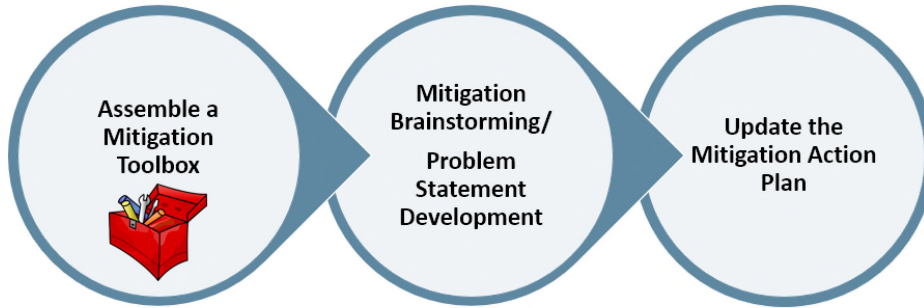 Assemble a
Mitigation
Toolbox
Mitigation
Brainstorming/
Problem
Statement
Development
Update the
Mitigation Action
Plan